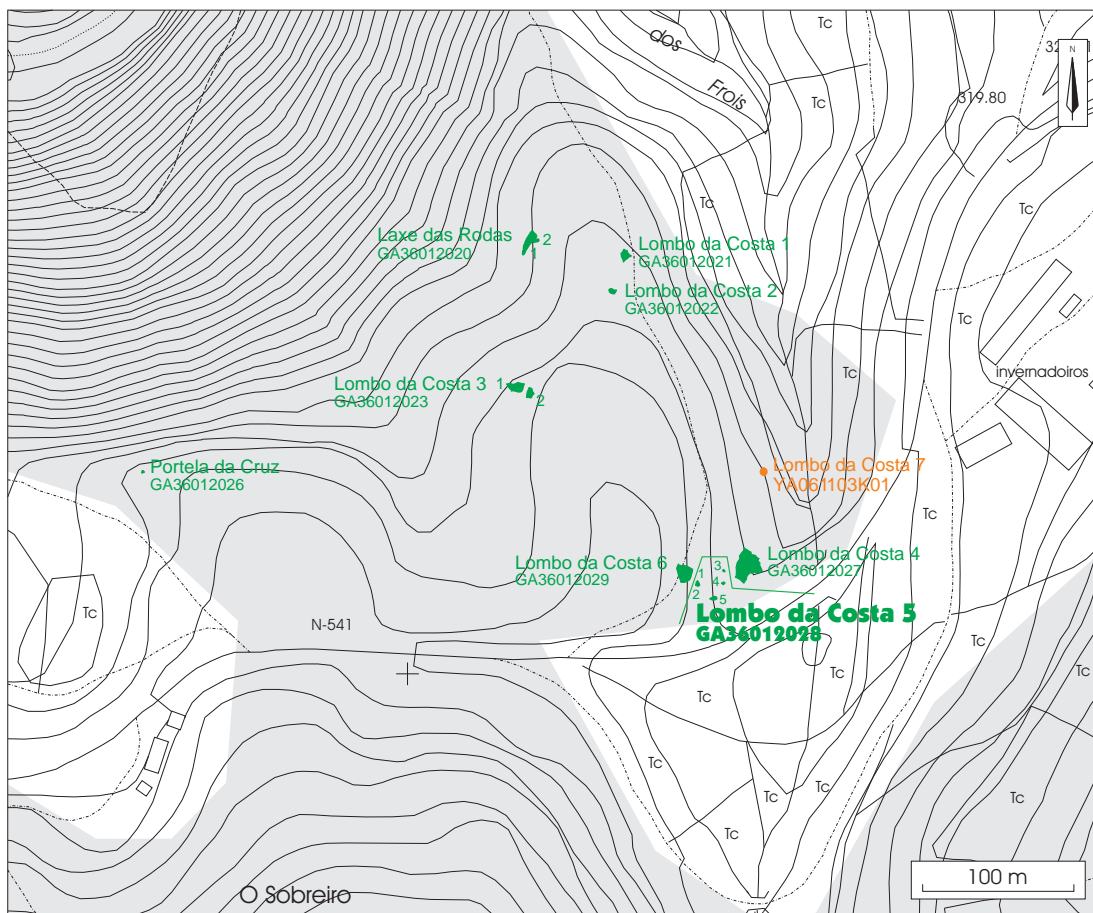 dos
Frois
Tc
32
1
N
319.80
Tc
Tc
Tc
Laxe das Rodas
GA36012020
2
1
Lombo da Costa 1
GA36012021
Lombo da Costa 2
GA36012022
Tc
invernadoiros
Tc
Lombo da Costa 3
GA36012023
1
2
Portela da Cruz
GA36012026
Lombo da Costa 7
YA061103K01
Tc
Lombo da Costa 6
GA36012029
Lombo da Costa 4
GA36012027
1
2
3
4
5
Lombo da Costa 5
GA36012028
Tc
N-541
Tc
Tc
Tc
Tc
Tc
Tc
Tc
Tc
Tc
Tc
100 m
O Sobreiro